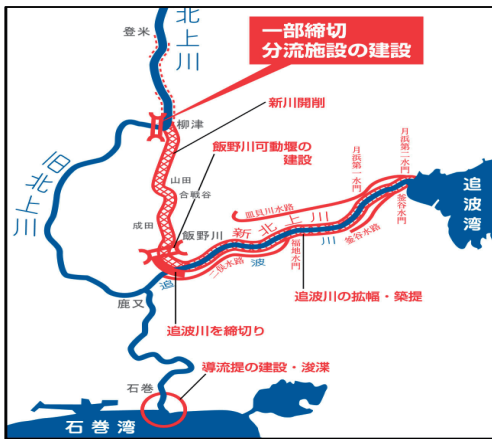 北上川
登米
一部締切
分流施設の建設
新川開削
柳津
月浜第一水門
月浜第二水門
飯野川可動堰の
建設
山田
合戦谷
旧北上川
皿貝川水路
釜谷水門
追波湾
成田
飯野川
新北上川
福地水門
釜谷水路
二俣水路
追波川
追波川の拡幅・築提
鹿又
追波川を締切り
導流提の建設・浚渫
石巻
石巻湾